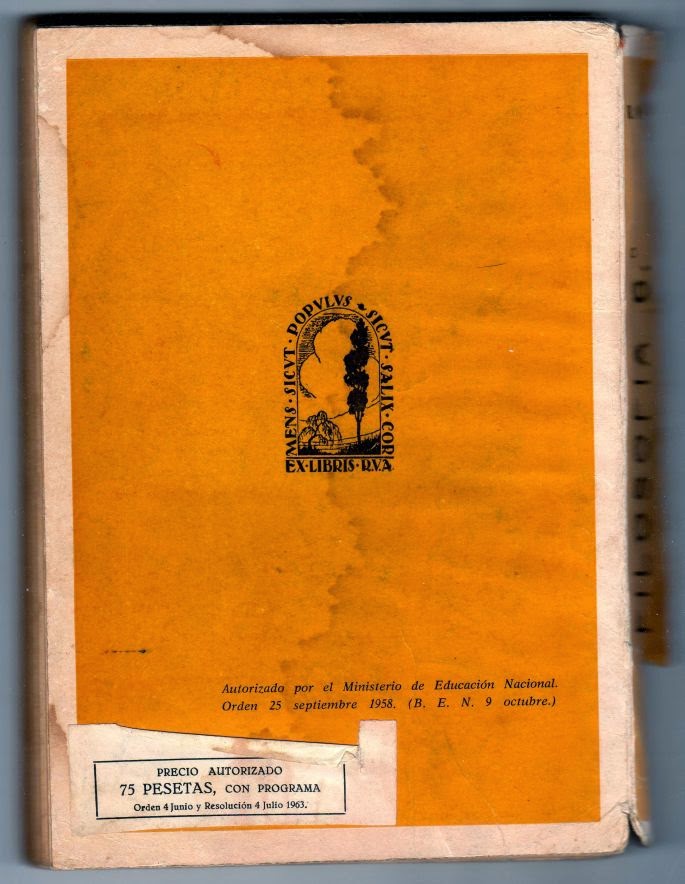 MENS · SICVT · POPVLVS SICVT · SALIX · COR
EX · LIBRIS · R.V.A.
Autorizado por el Ministerio de Educación Nacional.
Orden 25 septiembre 1958. (B. E. N. 9 octubre.)
PRECIO AUTORIZADO
75 PESETAS, CON PROGRAMA
Orden 4 Junio y Resolución 4 Julio 1963.